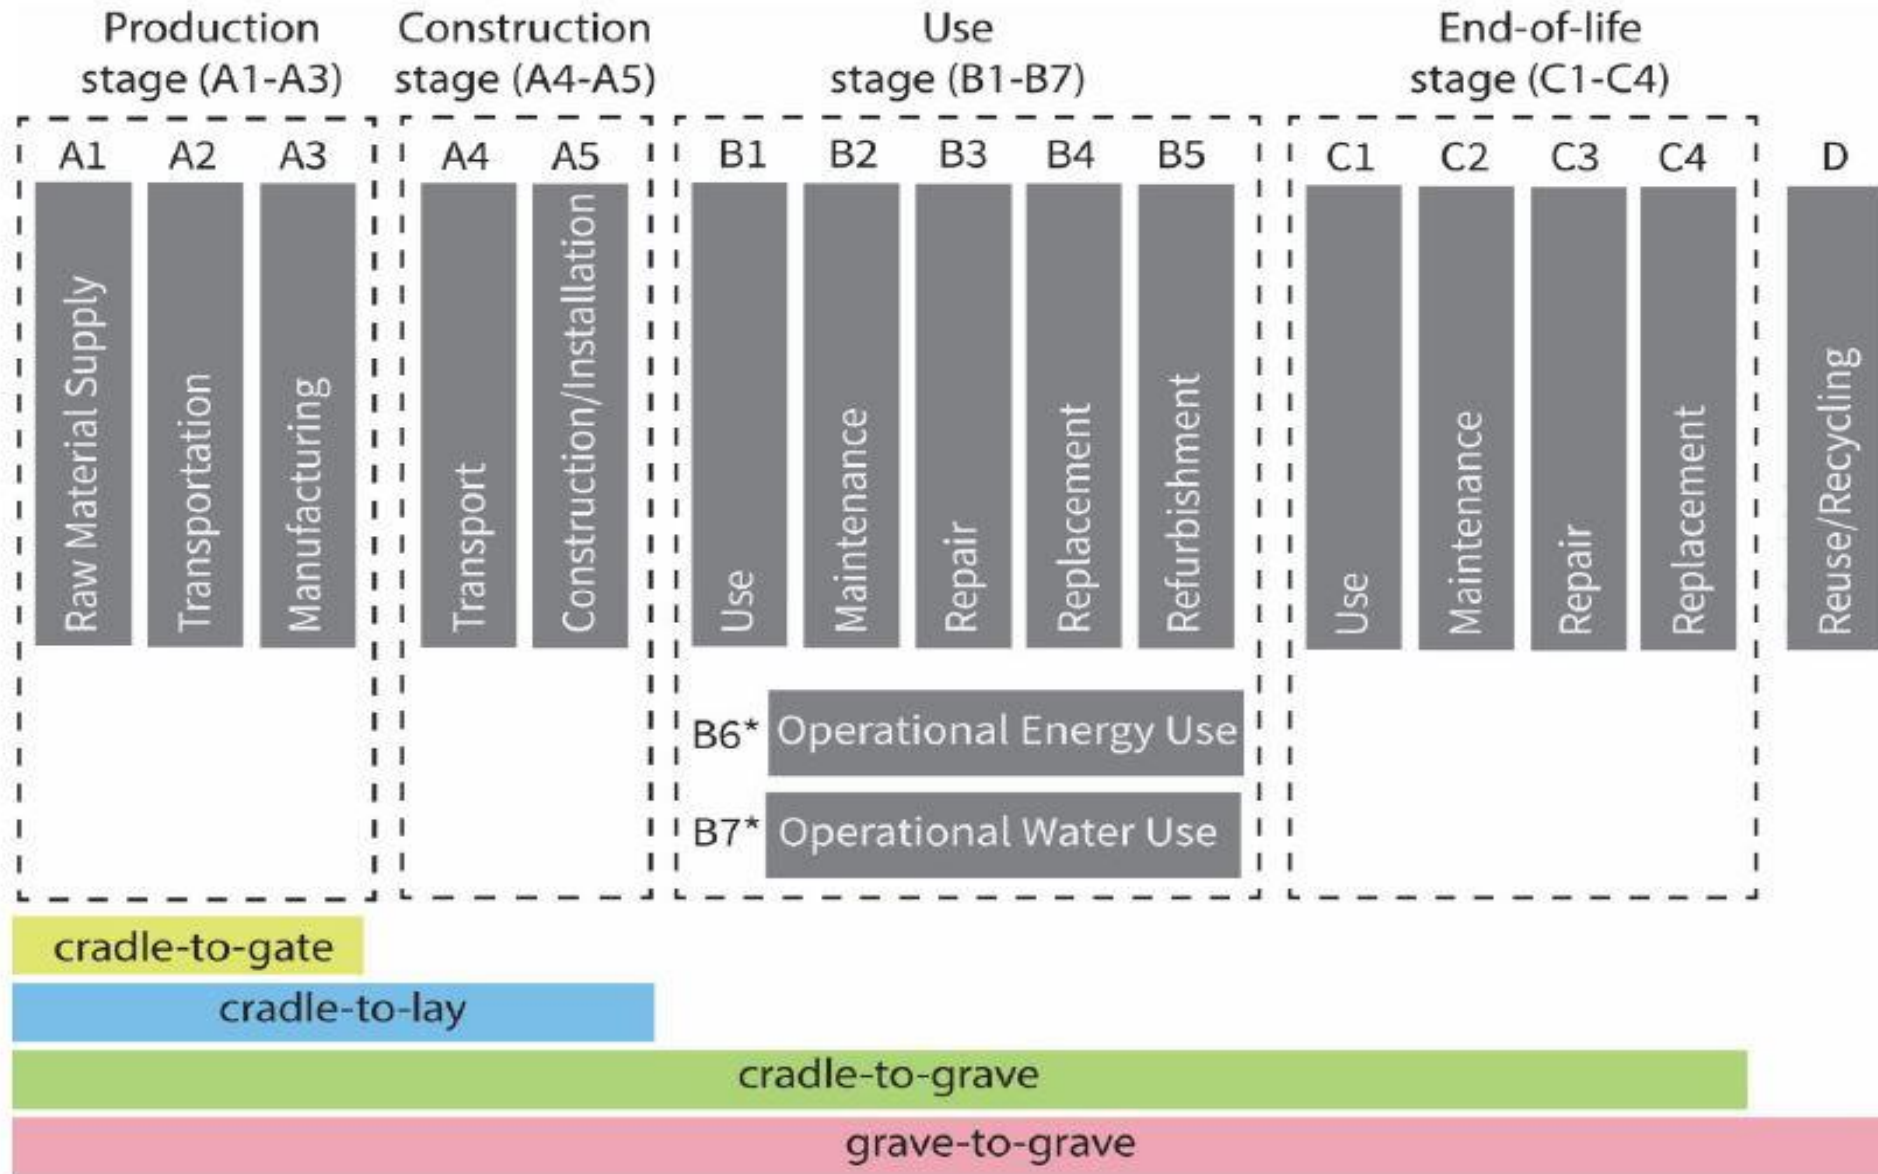 Production
stage (A1-A3)
Construction
stage (A4-A5)
Use
stage (B1-B7)
End-of-life
stage (C1-C4)
A1
A2
A3
A4
A5
B1
B2
B3
B4
B5
C1
C2
C3
C4
D
Raw Material Supply
Transportation
Manufacturing
Transport
Construction/Installation
Use
Maintenance
Repair
Replacement
Refurbishment
Use
Maintenance
Repair
Replacement
Reuse/Recycling
B6* Operational Energy Use
B7* Operational Water Use
cradle-to-gate
cradle-to-lay
cradle-to-grave
grave-to-grave